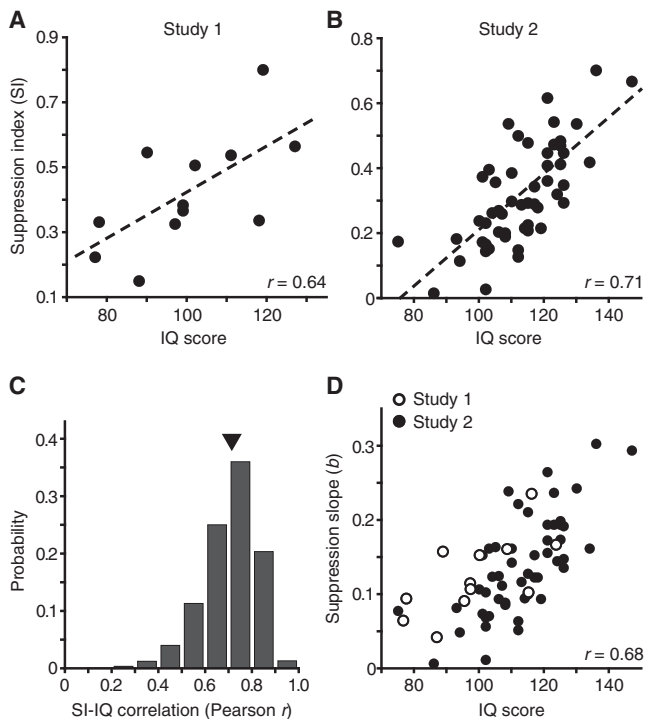 A
Study 1
Suppression index (SI)
0.9
0.7
0.5
0.3
0.1
80
100
120
IQ score
r = 0.64
B
Study 2
0.8
0.6
0.4
0.2
0
80
100
120
140
IQ score
r = 0.71
C
Probability
0.4
0.3
0.2
0.1
0
0
0.2
0.4
0.6
0.8
1.0
SI-IQ correlation (Pearson r)
D
Study 1
Study 2
Suppression slope (b)
0.3
0.2
0.1
0
80
100
120
140
IQ score
r = 0.68